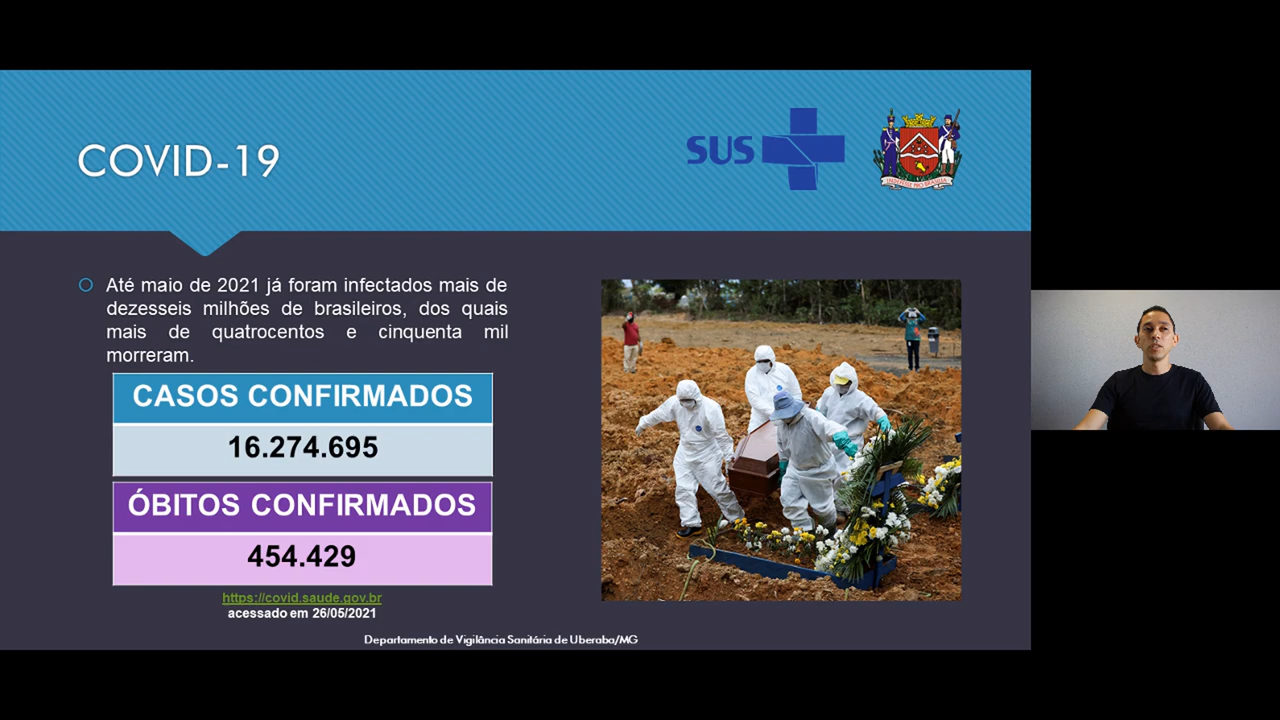 COVID-19
SUS
Até maio de 2021 já foram infectados mais de
dezesseis milhões de brasileiros, dos quais
mais de quatrocentos e cinquenta mil
morreram.
CASOS CONFIRMADOS
16.274.695
ÓBITOS CONFIRMADOS
454.429
https://covid.saude.gov.br
acessado em 26/05/2021
Departamento de Vigilância Sanitária de Uberaba/MG